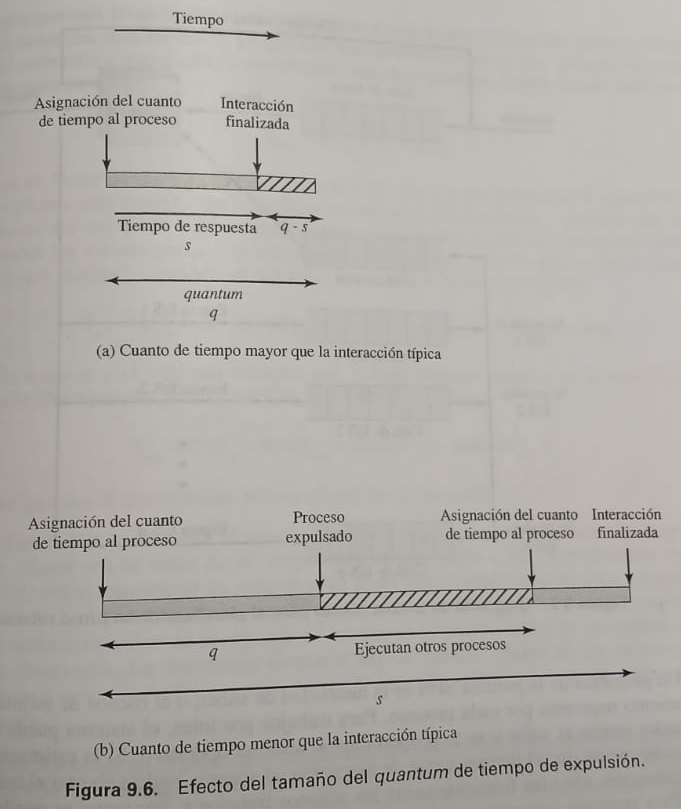 Tiempo
Asignación del cuanto
de tiempo al proceso
Interacción
finalizada
Tiempo de respuesta
s
q - s
quantum
q
(a) Cuanto de tiempo mayor que la interacción típica
Asignación del cuanto
de tiempo al proceso
Proceso
expulsado
Asignación del cuanto
de tiempo al proceso
Interacción
finalizada
q
Ejecutan otros procesos
s
(b) Cuanto de tiempo menor que la interacción típica
Figura 9.6. Efecto del tamaño del quantum de tiempo de expulsión.